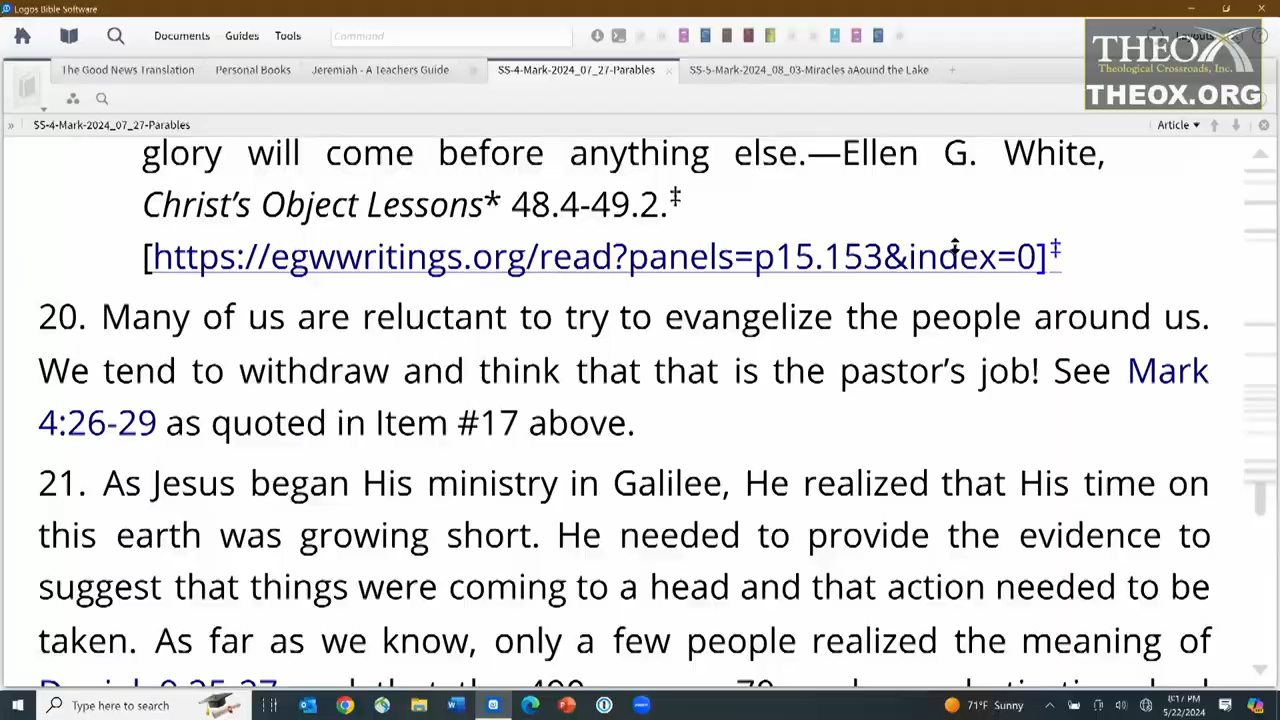 Logos Bible Software
Documents Guides Tools Command Layouts
THEOX
Theological Crossroads, Inc.
THEOX.ORG
The Good News Translation Personal Books Jeremiah - A Teachers Guide SS-4-Mark-2024_07_27-Parables SS-5-Mark-2024_08_03-Miracles aAound the Lake
SS-4-Mark-2024_07_27-Parables Article
glory will come before anything else.—Ellen G. White,
Christ's Object Lessons* 48.4-49.2.‡
[https://egwwritings.org/read?panels=p15.153&index=0]‡
20. Many of us are reluctant to try to evangelize the people around us.
We tend to withdraw and think that that is the pastor's job! See Mark
4:26-29 as quoted in Item #17 above.
21. As Jesus began His ministry in Galilee, He realized that His time on
this earth was growing short. He needed to provide the evidence to
suggest that things were coming to a head and that action needed to be
taken. As far as we know, only a few people realized the meaning of
Type here to search
71°F Sunny
8:17 PM
5/22/2024